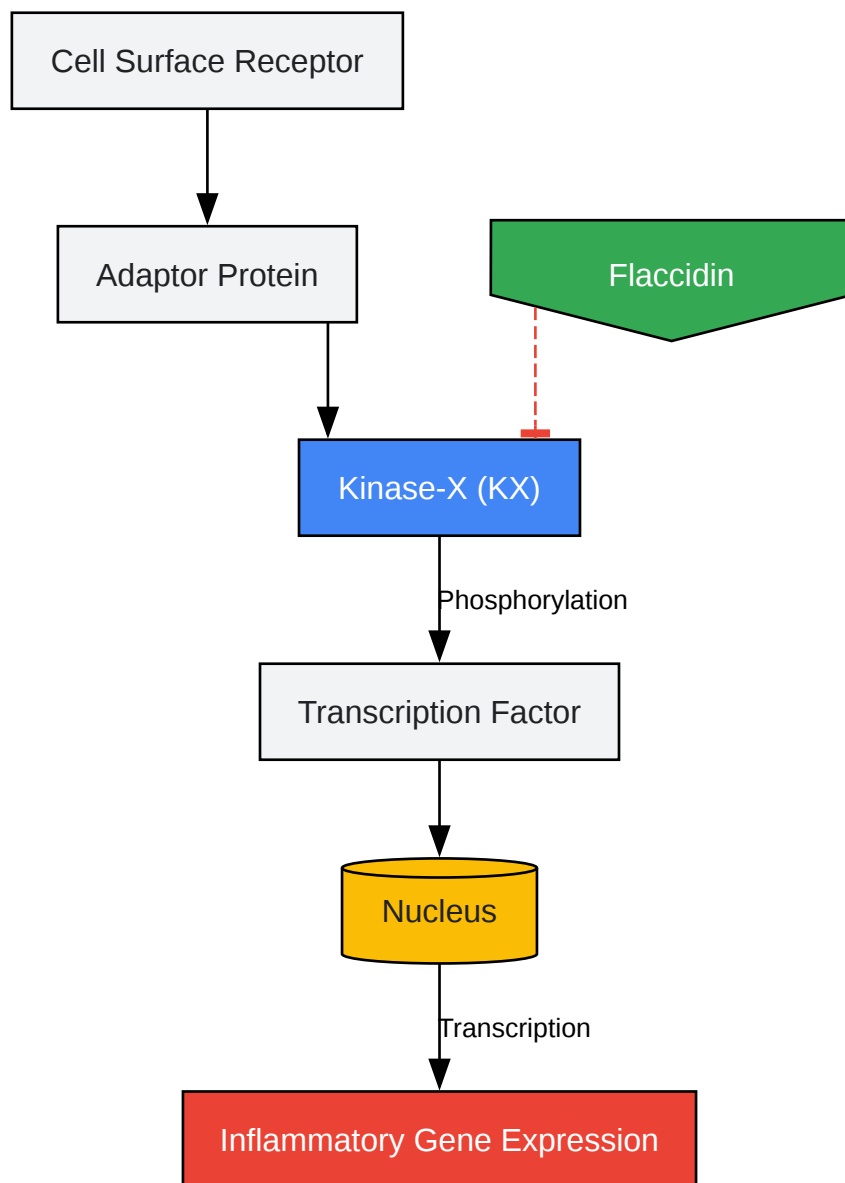 Cell Surface Receptor
Adaptor Protein
Flaccidin
Kinase-X (KX)
Phosphorylation
Transcription Factor
Nucleus
Transcription
Inflammatory Gene Expression